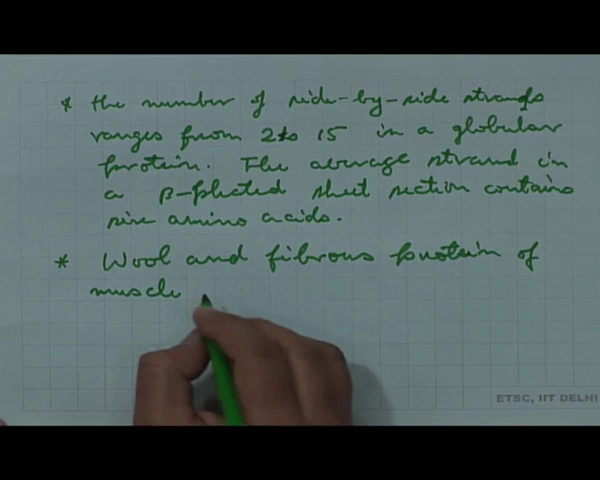 * the number of side-by-side strands
ranges from 2 to 15 in a globular
protein. The average strand in
a β-pleated sheet section contains
six amino acids.
* Wool and fibrous protein of
muscle
ETSC, IIT DELHI